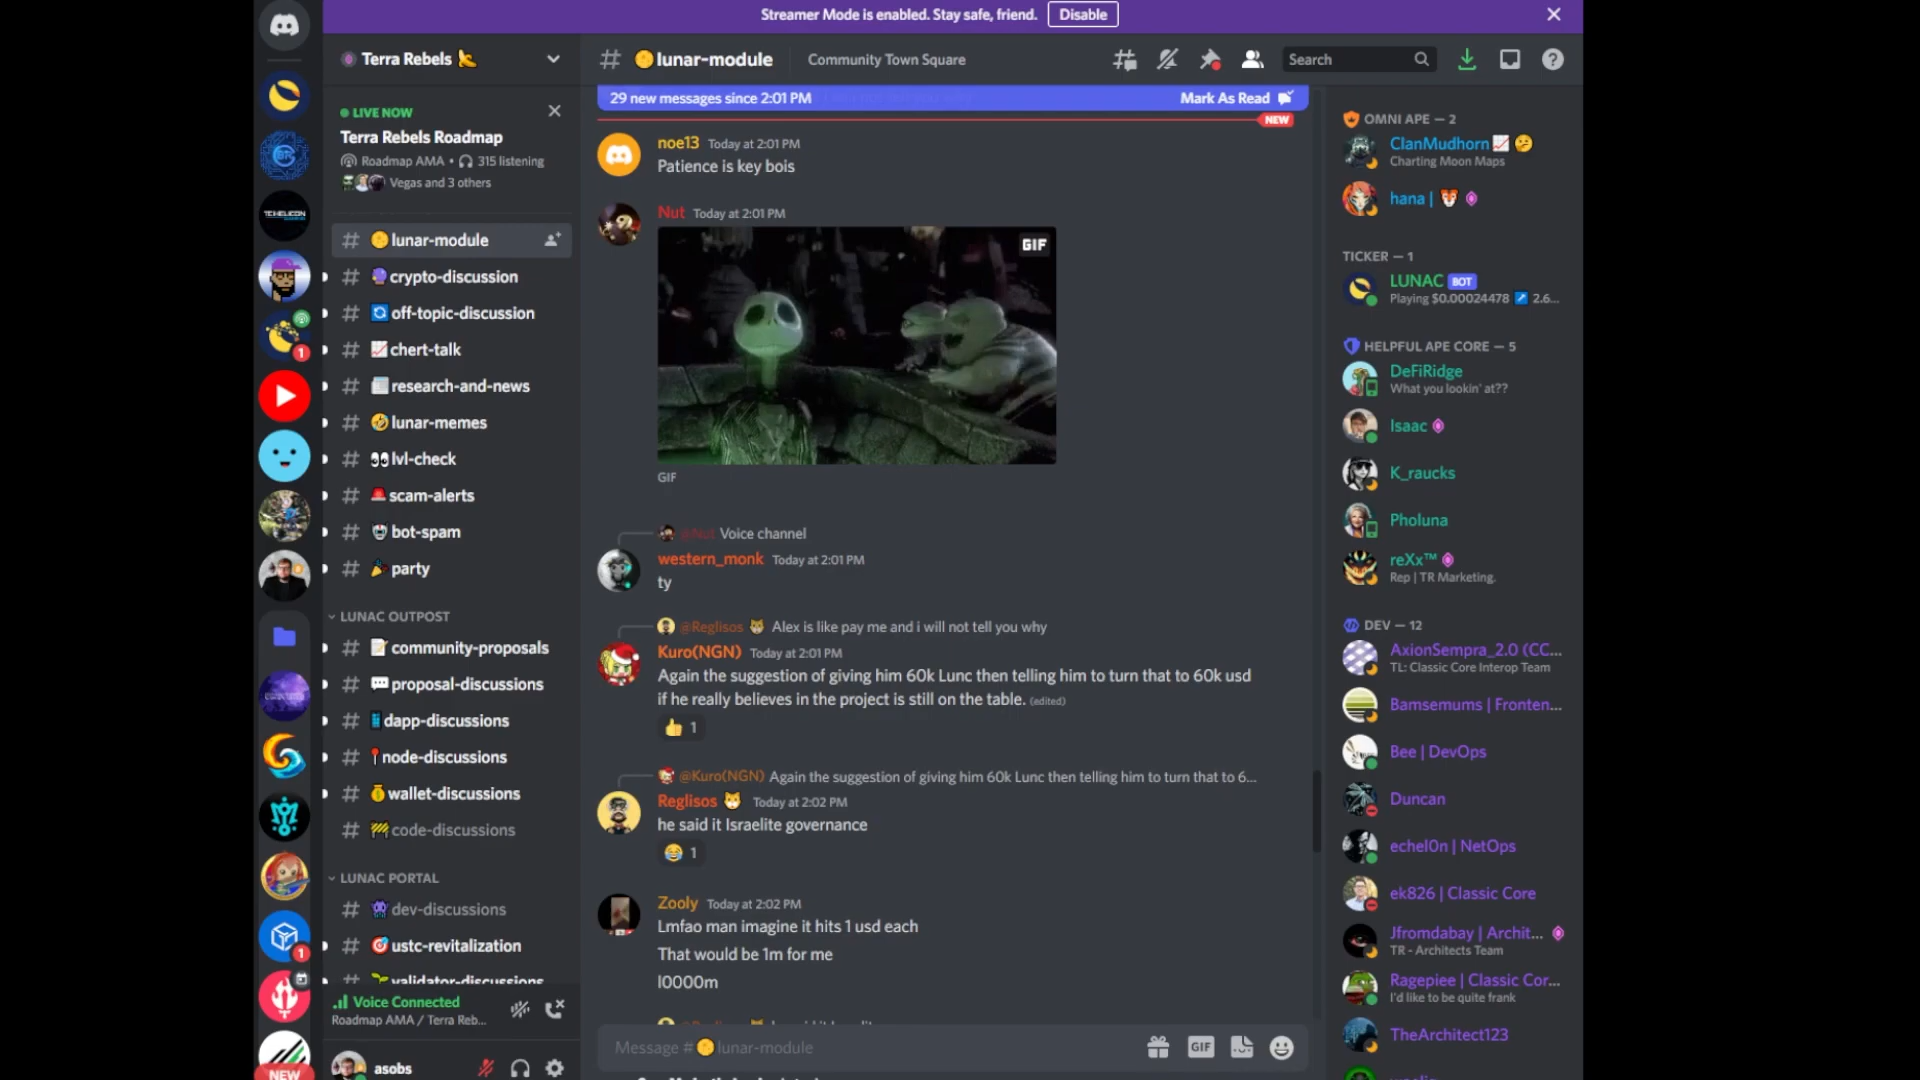 Streamer Mode is enabled. Stay safe, friend. Disable
Terra Rebels
LIVE NOW
Terra Rebels Roadmap
Roadmap AMA • 315 listening
Vegas and 3 others
lunar-module
crypto-discussion
off-topic-discussion
chert-talk
research-and-news
lunar-memes
lvl-check
scam-alerts
bot-spam
party
LUNAC OUTPOST
community-proposals
proposal-discussions
dapp-discussions
node-discussions
wallet-discussions
code-discussions
LUNAC PORTAL
dev-discussions
ustc-revitalization
validator-discussions
Voice Connected
Roadmap AMA / Terra Reb...
asobs
NEW
1
1
# lunar-module
Community Town Square
Search
29 new messages since 2:01 PM
Mark As Read
NEW
noe13 Today at 2:01 PM
Patience is key bois
Nut Today at 2:01 PM
GIF
GIF
@Nut Voice channel
western_monk Today at 2:01 PM
ty
@Reglisos Alex is like pay me and i will not tell you why
Kuro(NGN) Today at 2:01 PM
Again the suggestion of giving him 60k Lunc then telling him to turn that to 60k usd
if he really believes in the project is still on the table. (edited)
1
@Kuro(NGN) Again the suggestion of giving him 60k Lunc then telling him to turn that to 6...
Reglisos Today at 2:02 PM
he said it Israelite governance
1
Zooly Today at 2:02 PM
Lmfao man imagine it hits 1 usd each
That would be 1m for me
l0000m
Message # lunar-module
GIF
OMNI APE — 2
ClanMudhorn
Charting Moon Maps
hana |
TICKER — 1
LUNAC BOT
Playing $0.00024478 2.6...
HELPFUL APE CORE — 5
DeFiRidge
What you lookin' at??
Isaac
K_raucks
Pholuna
reXx™
Rep | TR Marketing.
DEV — 12
AxionSempra_2.0 (CC...
TL: Classic Core Interop Team
Bamsemums | Fronten...
Bee | DevOps
Duncan
echel0n | NetOps
ek826 | Classic Core
Jfromdabay | Archit...
TR - Architects Team
Ragepiee | Classic Cor...
I'd like to be quite frank
TheArchitect123